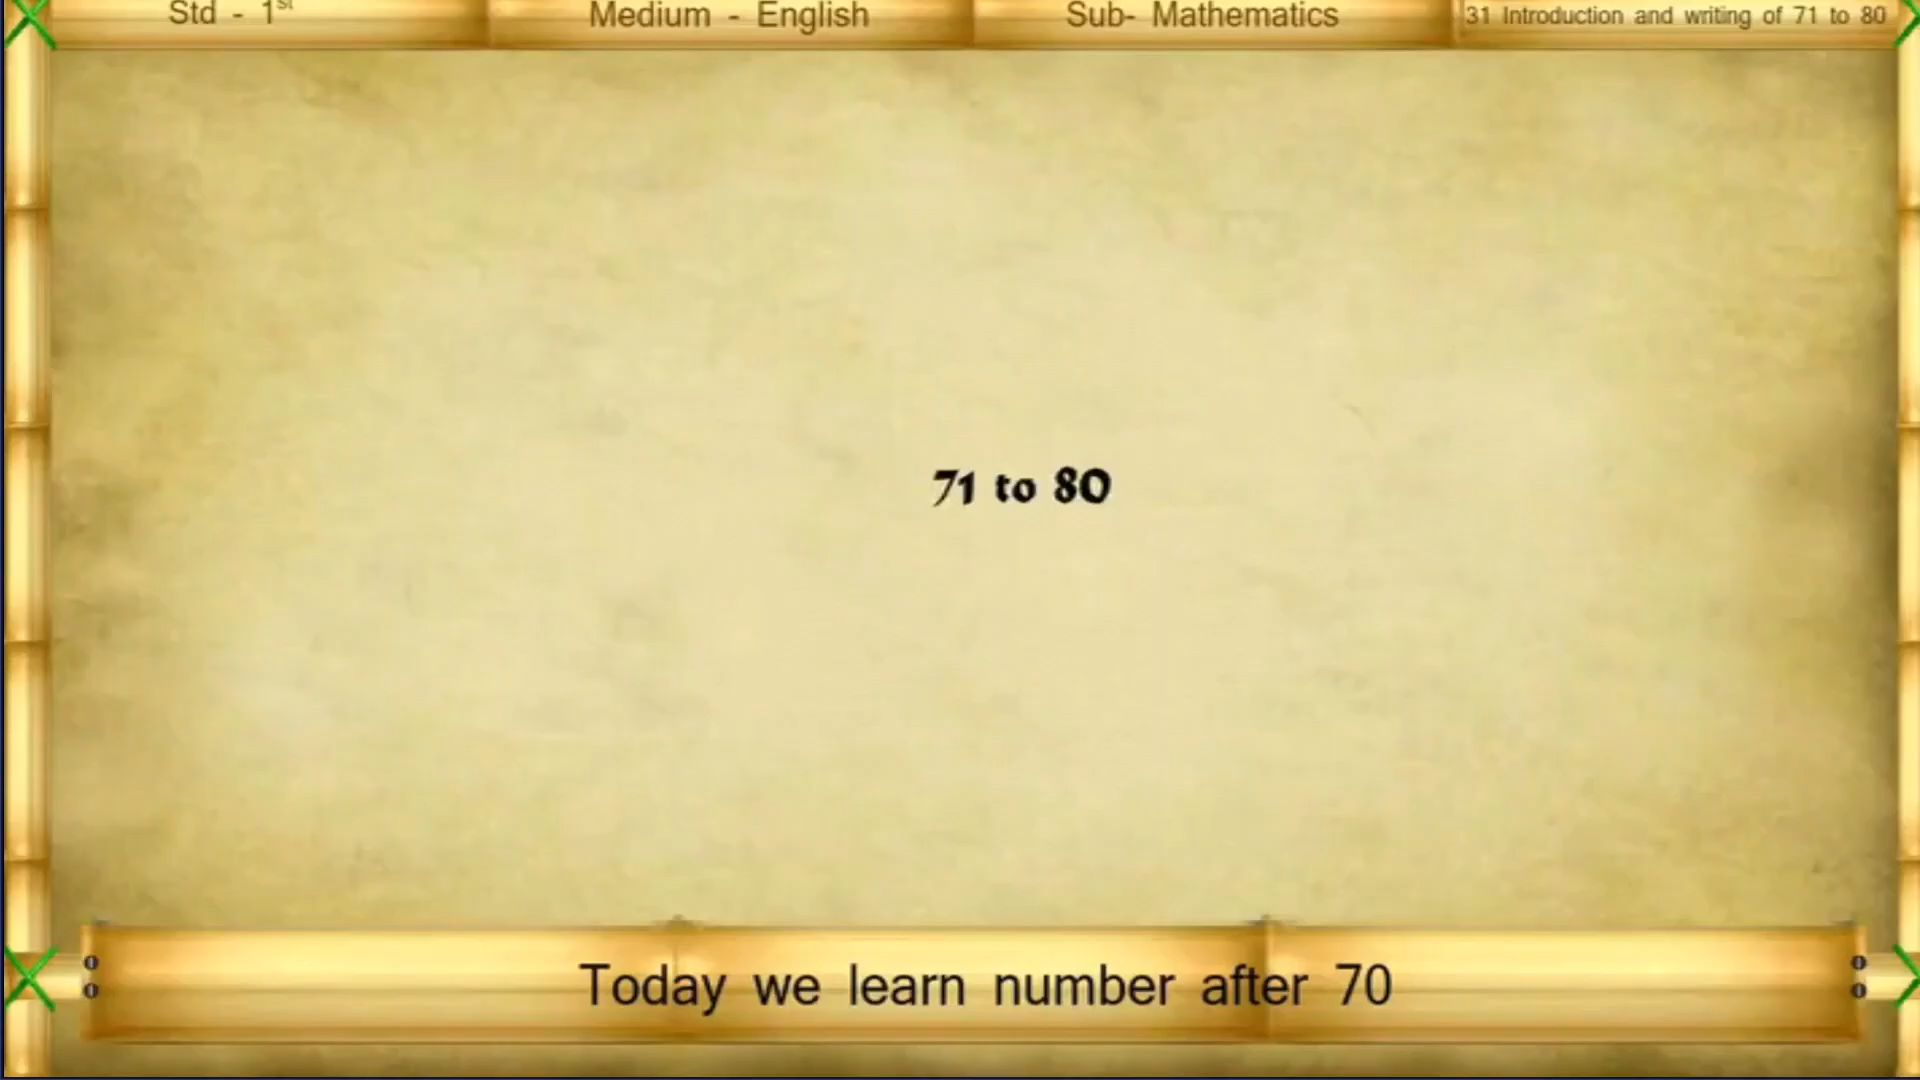 Std - 1st
Medium - English
Sub- Mathematics
31 Introduction and writing of 71 to 80
71 to 80
Today we learn number after 70